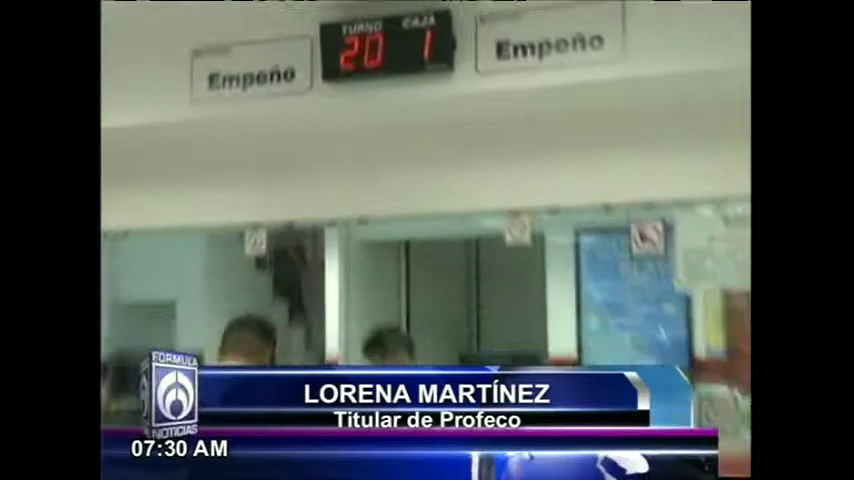 TURNO CAJA
20 1
Empeño
Empeño
LORENA MARTÍNEZ
Titular de Profeco
FORMULA
NOTICIAS
07:30 AM